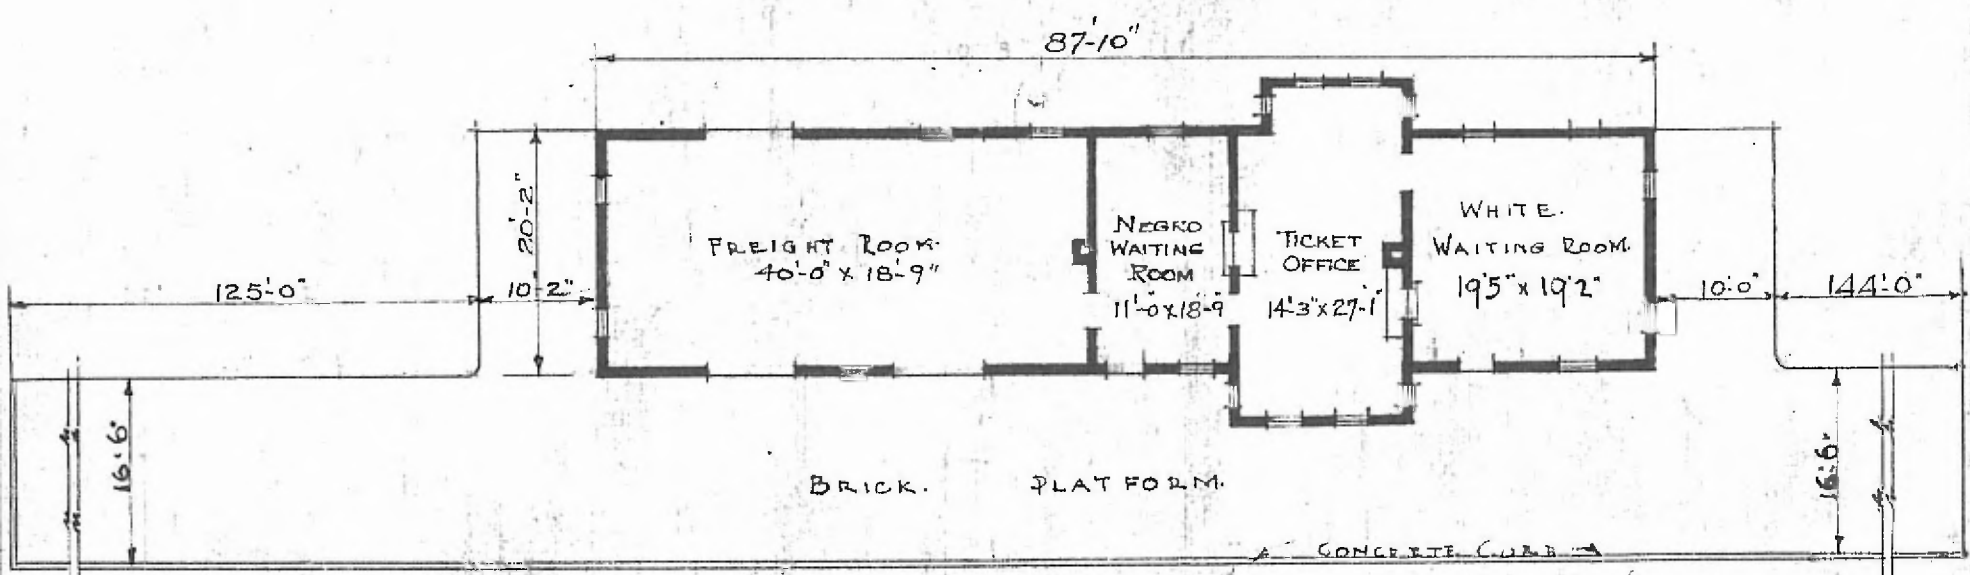 87'-10"
20'-2"
FREIGHT ROOM.
40'-0" x 18'-9"
NEGRO
WAITING
ROOM
11'-0" x 18'-9"
TICKET
OFFICE
14'-3" x 27'-1"
WHITE.
WAITING ROOM.
19'5" x 19'2"
125'-0"
10'-2"
10'-0"
144'-0"
16'-6"
16'-6"
BRICK. PLATFORM.
CONCRETE CURB